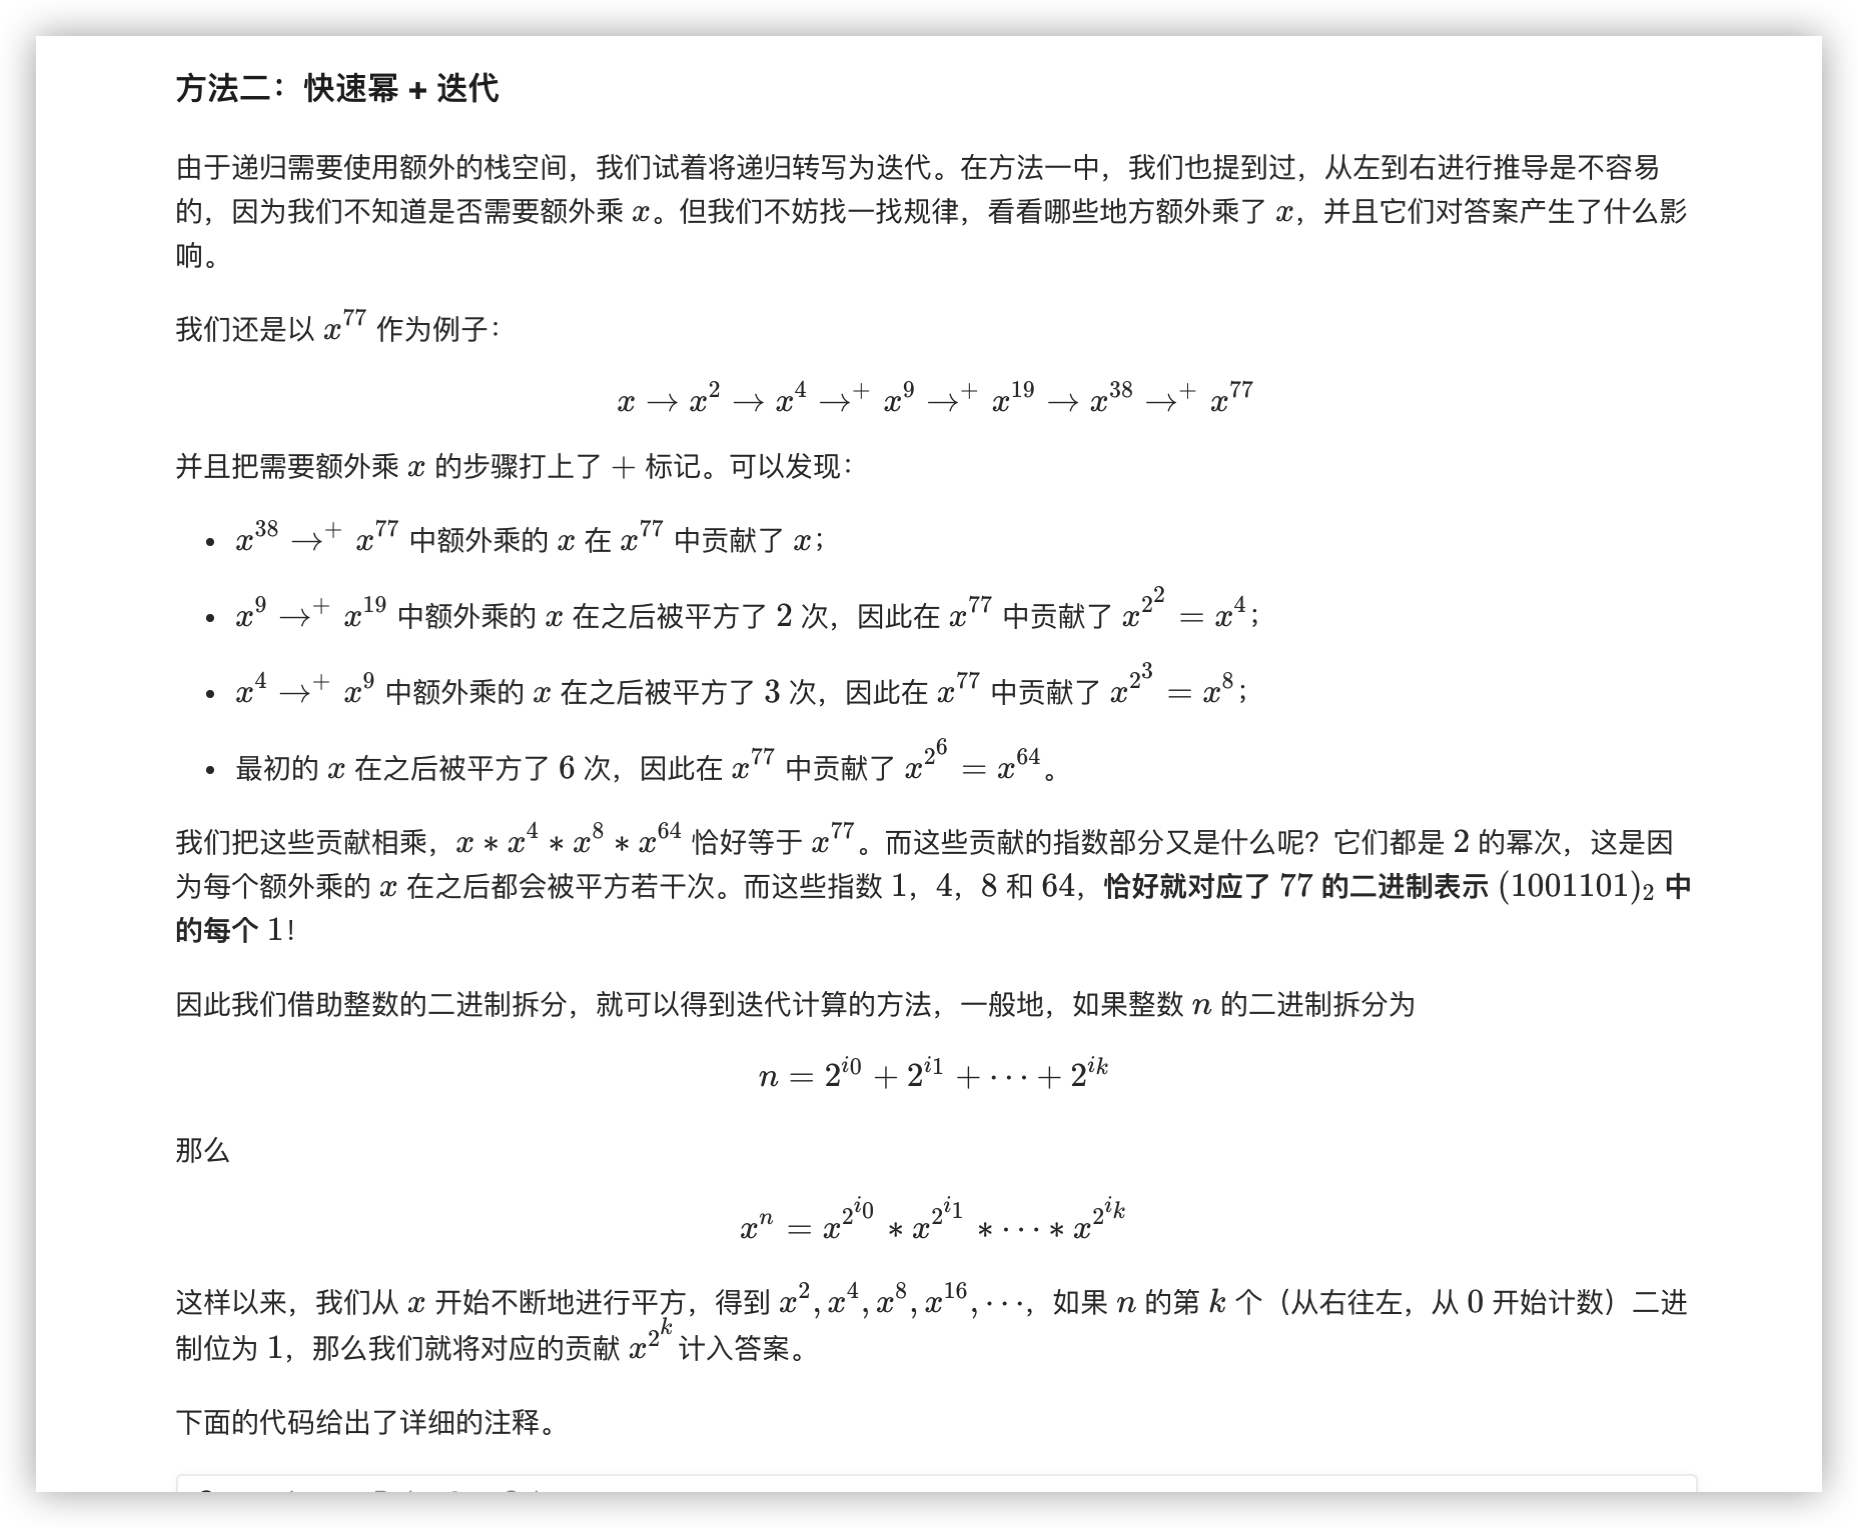 方法二：快速幂 + 迭代
由于递归需要使用额外的栈空间，我们试着将递归转写为迭代。在方法一中，我们也提到过，从左到右进行推导是不容易
的，因为我们不知道是否需要额外乘 x。但我们不妨找一找规律，看看哪些地方额外乘了 x，并且它们对答案产生了什么影
响。
我们还是以 x^77 作为例子：
x → x^2 → x^4 →^+ x^9 →^+ x^19 → x^38 →^+ x^77
并且把需要额外乘 x 的步骤打上了 + 标记。可以发现：
• x^38 →^+ x^77 中额外乘的 x 在 x^77 中贡献了 x；
• x^9 →^+ x^19 中额外乘的 x 在之后被平方了 2 次，因此在 x^77 中贡献了 x^{2^2} = x^4；
• x^4 →^+ x^9 中额外乘的 x 在之后被平方了 3 次，因此在 x^77 中贡献了 x^{2^3} = x^8；
• 最初的 x 在之后被平方了 6 次，因此在 x^77 中贡献了 x^{2^6} = x^64。
我们把这些贡献相乘，x * x^4 * x^8 * x^64 恰好等于 x^77。而这些贡献的指数部分又是什么呢？它们都是 2 的幂次，这是因
为每个额外乘的 x 在之后都会被平方若干次。而这些指数 1，4，8 和 64，恰好就对应了 77 的二进制表示 (1001101)_2 中
的每个 1！
因此我们借助整数的二进制拆分，就可以得到迭代计算的方法，一般地，如果整数 n 的二进制拆分为
n = 2^{i0} + 2^{i1} + ⋯ + 2^{ik}
那么
x^n = x^{2^{i0}} * x^{2^{i1}} * ⋯ * x^{2^{ik}}
这样以来，我们从 x 开始不断地进行平方，得到 x^2, x^4, x^8, x^16, ⋯，如果 n 的第 k 个（从右往左，从 0 开始计数）二进
制位为 1，那么我们就将对应的贡献 x^{2^k} 计入答案。
下面的代码给出了详细的注释。